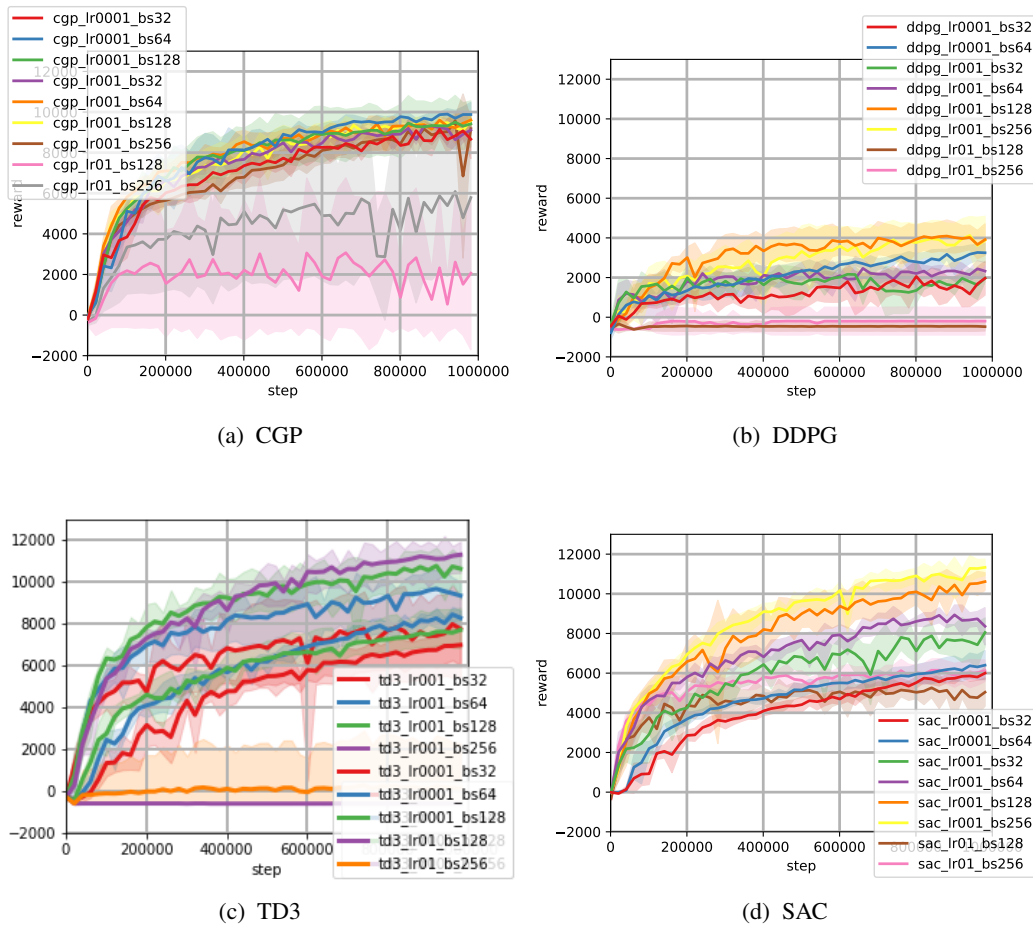 cgp_lr0001_bs32
cgp_lr0001_bs64
cgp_lr0001_bs128
cgp_lr001_bs32
cgp_lr001_bs64
cgp_lr001_bs128
cgp_lr001_bs256
cgp_lr01_bs128
cgp_lr01_bs256
12000
10000
8000
6000
4000
2000
0
−2000
reward
0 200000 400000 600000 800000 1000000
step
(a) CGP
ddpg_lr0001_bs32
ddpg_lr0001_bs64
ddpg_lr001_bs32
ddpg_lr001_bs64
ddpg_lr001_bs128
ddpg_lr001_bs256
ddpg_lr01_bs128
ddpg_lr01_bs256
12000
10000
8000
6000
4000
2000
0
−2000
reward
0 200000 400000 600000 800000 1000000
step
(b) DDPG
12000
10000
8000
6000
4000
2000
0
−2000
td3_lr001_bs32
td3_lr001_bs64
td3_lr001_bs128
td3_lr001_bs256
td3_lr0001_bs32
td3_lr0001_bs64
td3_lr0001_bs128
td3_lr01_bs128
td3_lr01_bs256
0 200000 400000
step
(c) TD3
12000
10000
8000
6000
4000
2000
0
−2000
reward
sac_lr0001_bs32
sac_lr0001_bs64
sac_lr001_bs32
sac_lr001_bs64
sac_lr001_bs128
sac_lr001_bs256
sac_lr01_bs128
sac_lr01_bs256
0 200000 400000 600000 800000 1000000
step
(d) SAC